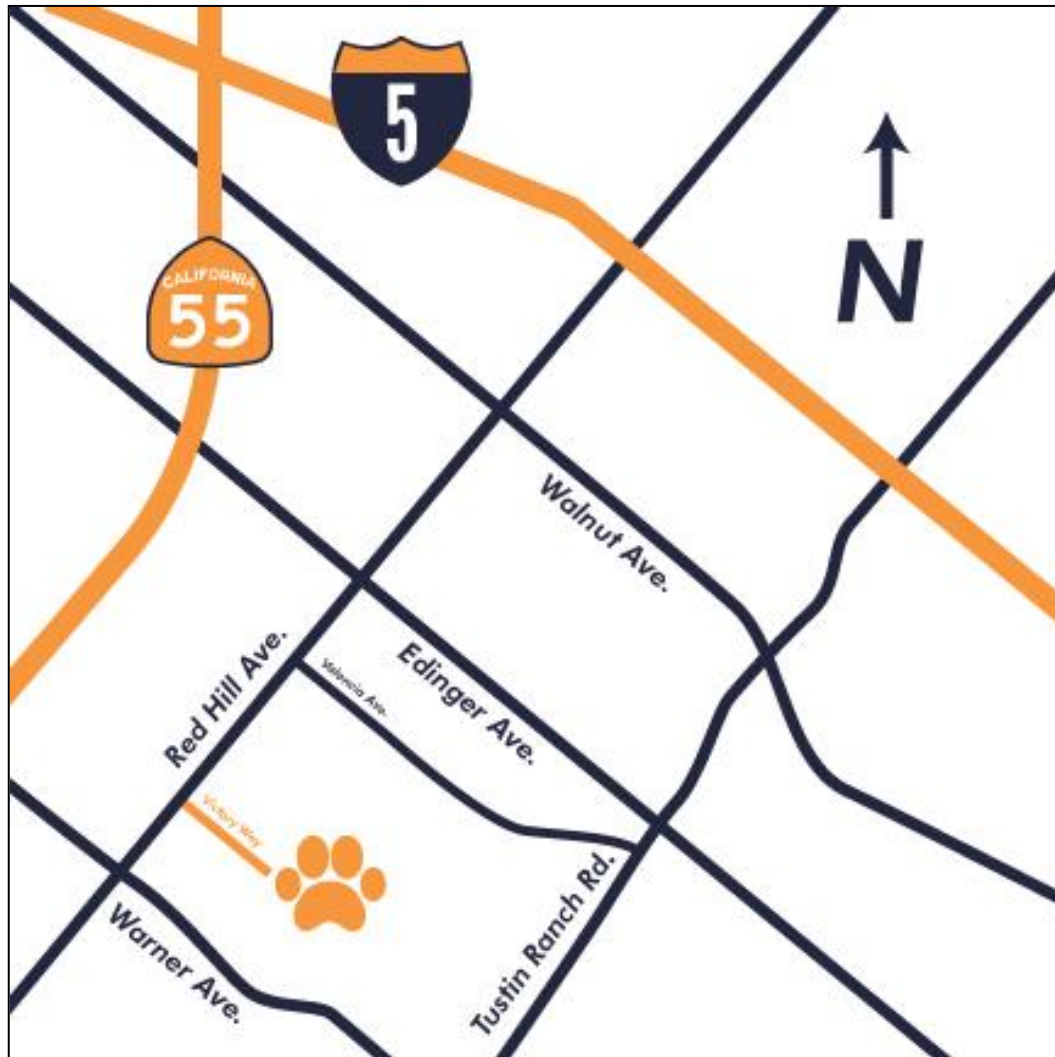 5
N
CALIFORNIA
55
Walnut Ave.
Edinger Ave.
Valencia Ave.
Red Hill Ave.
Victory Way
Tustin Ranch Rd.
Warner Ave.